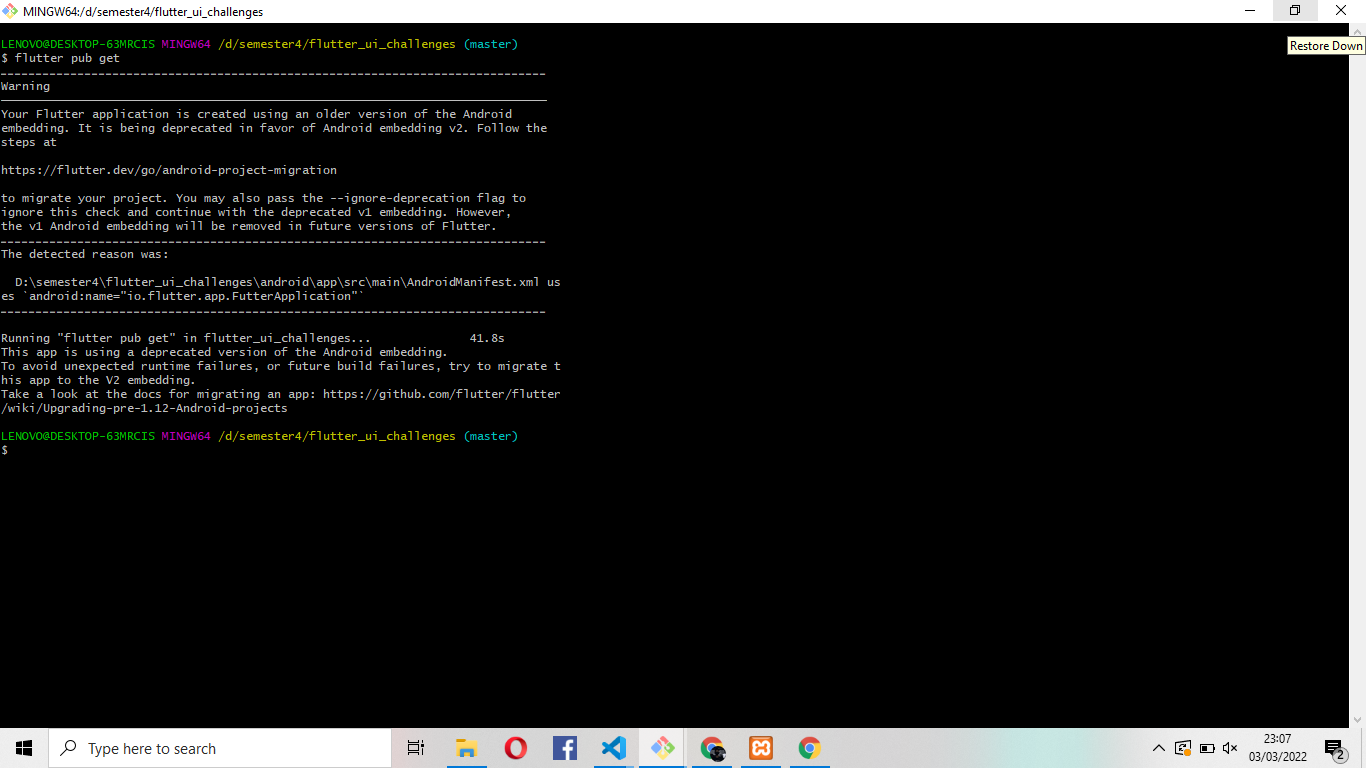 MINGW64:/d/semester4/flutter_ui_challenges
Restore Down
LENOVO@DESKTOP-63MRCIS MINGW64 /d/semester4/flutter_ui_challenges (master)
$ flutter pub get
--------------------------------------------------------------------------------
Warning
--------------------------------------------------------------------------------
Your Flutter application is created using an older version of the Android
embedding. It is being deprecated in favor of Android embedding v2. Follow the
steps at
https://flutter.dev/go/android-project-migration
to migrate your project. You may also pass the --ignore-deprecation flag to
ignore this check and continue with the deprecated v1 embedding. However,
the v1 Android embedding will be removed in future versions of Flutter.
--------------------------------------------------------------------------------
The detected reason was:
D:\semester4\flutter_ui_challenges\android\app\src\main\AndroidManifest.xml us
es `android:name="io.flutter.app.FutterApplication"`
--------------------------------------------------------------------------------
Running "flutter pub get" in flutter_ui_challenges... 41.8s
This app is using a deprecated version of the Android embedding.
To avoid unexpected runtime failures, or future build failures, try to migrate t
his app to the V2 embedding.
Take a look at the docs for migrating an app: https://github.com/flutter/flutter
/wiki/Upgrading-pre-1.12-Android-projects
LENOVO@DESKTOP-63MRCIS MINGW64 /d/semester4/flutter_ui_challenges (master)
$
Type here to search
23:07
03/03/2022
2